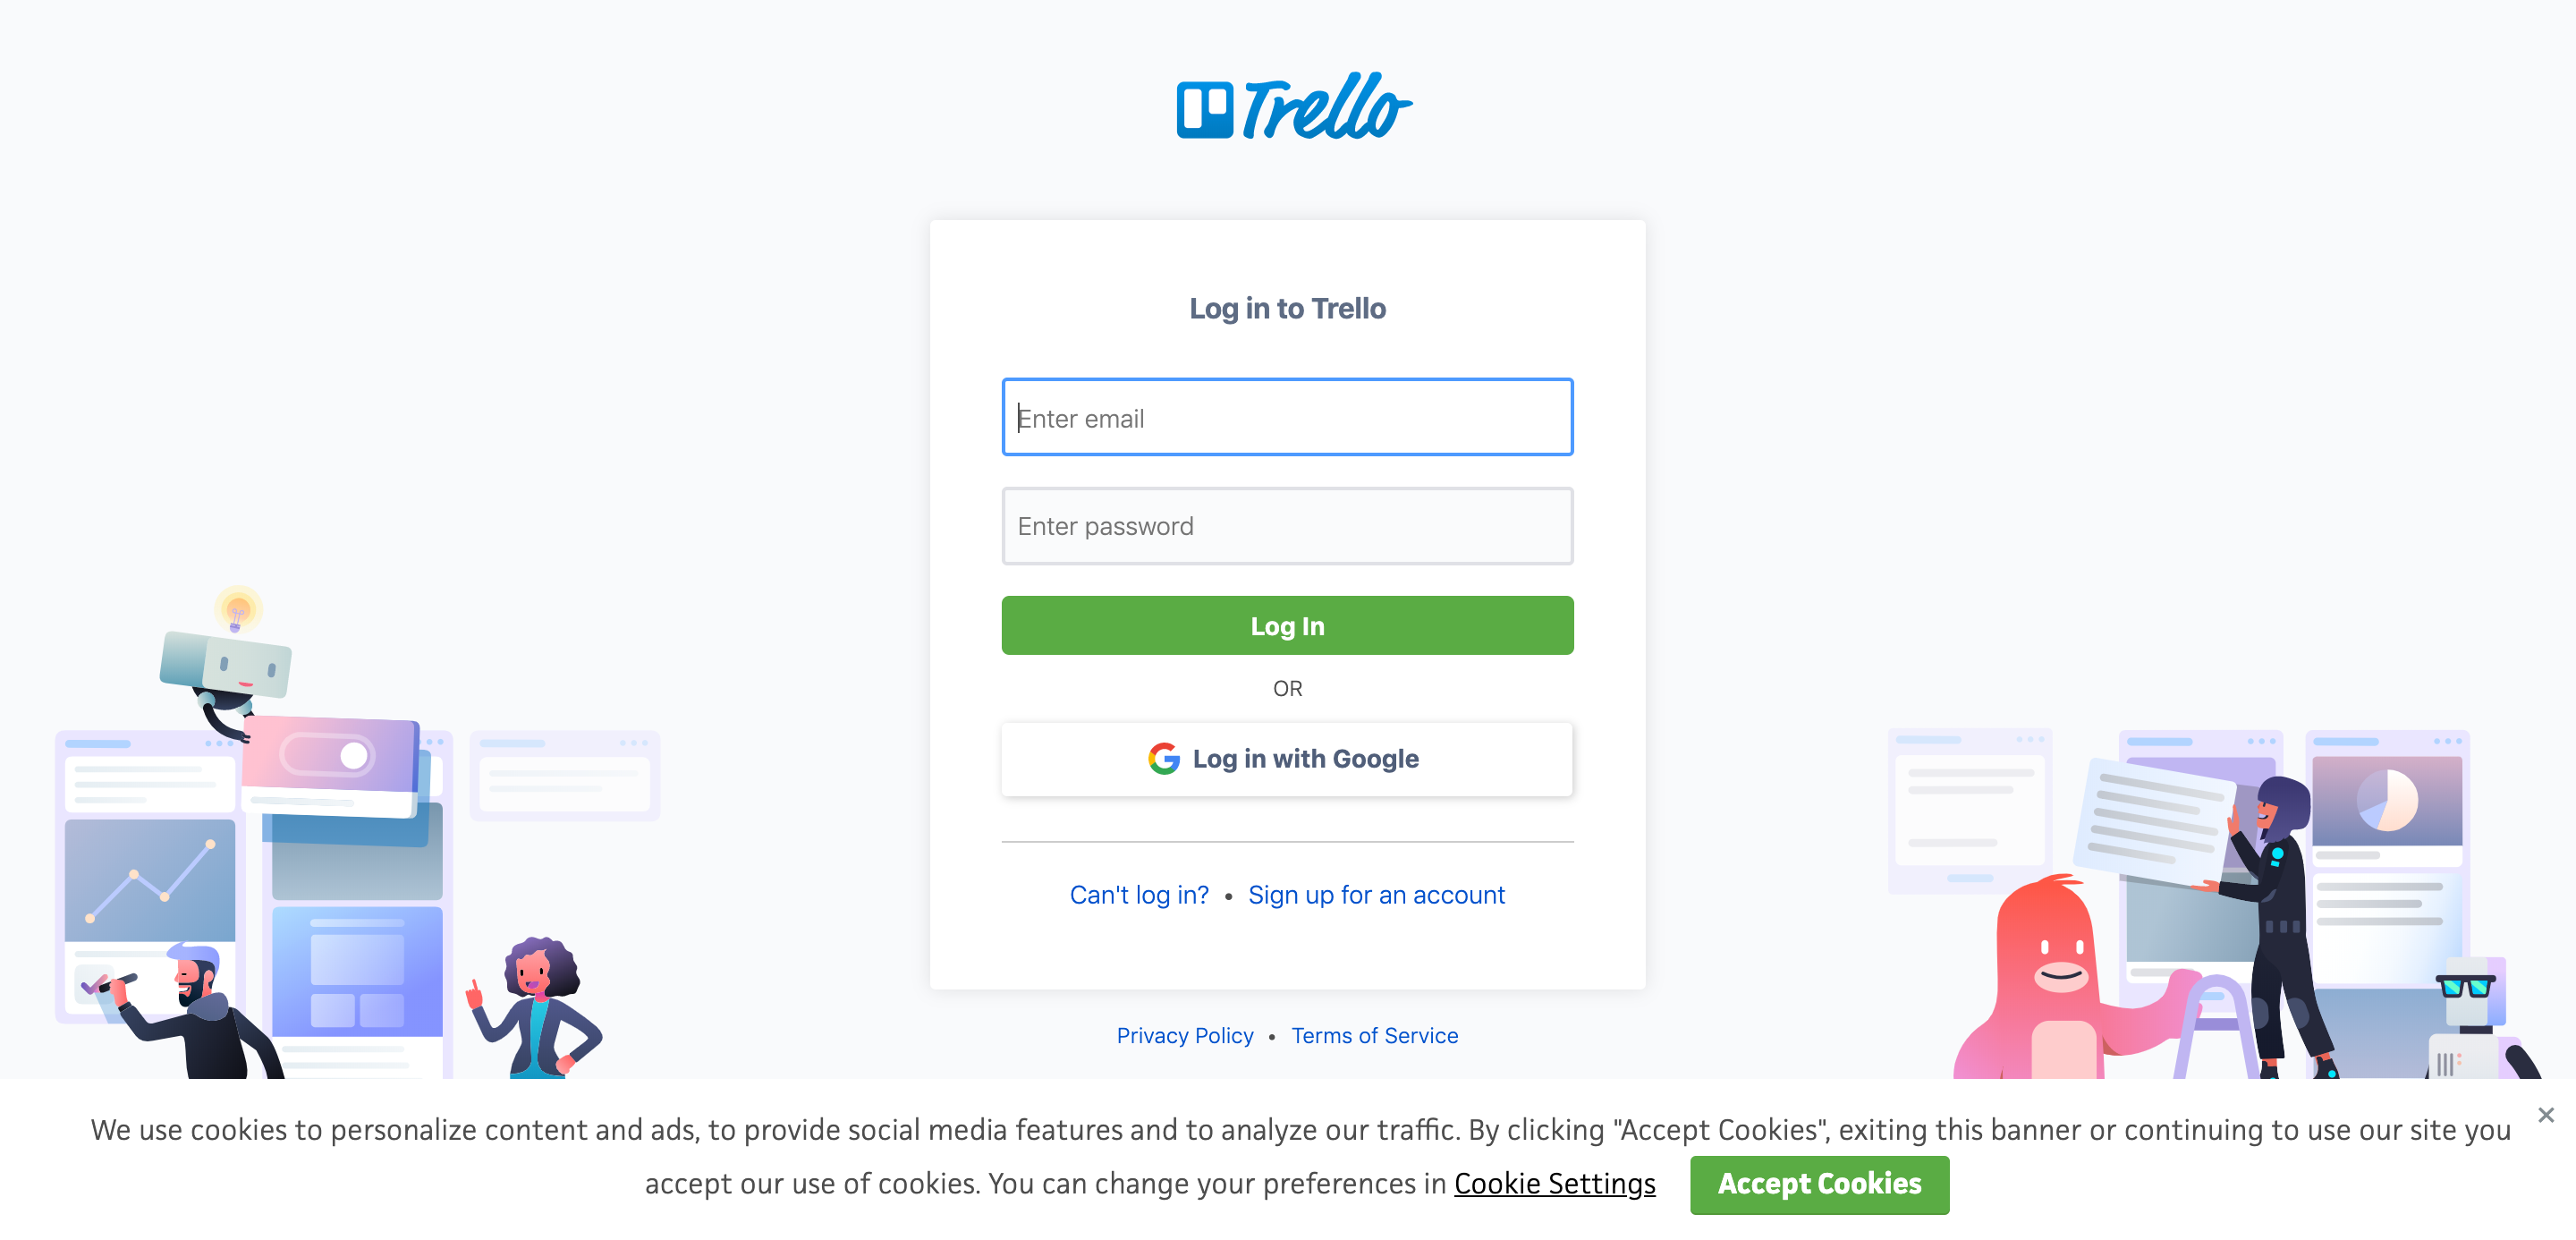 Trello
Log in to Trello
Enter email
Enter password
Log In
OR
Log in with Google
Can't log in? • Sign up for an account
Privacy Policy • Terms of Service
We use cookies to personalize content and ads, to provide social media features and to analyze our traffic. By clicking "Accept Cookies", exiting this banner or continuing to use our site you
accept our use of cookies. You can change your preferences in Cookie Settings Accept Cookies